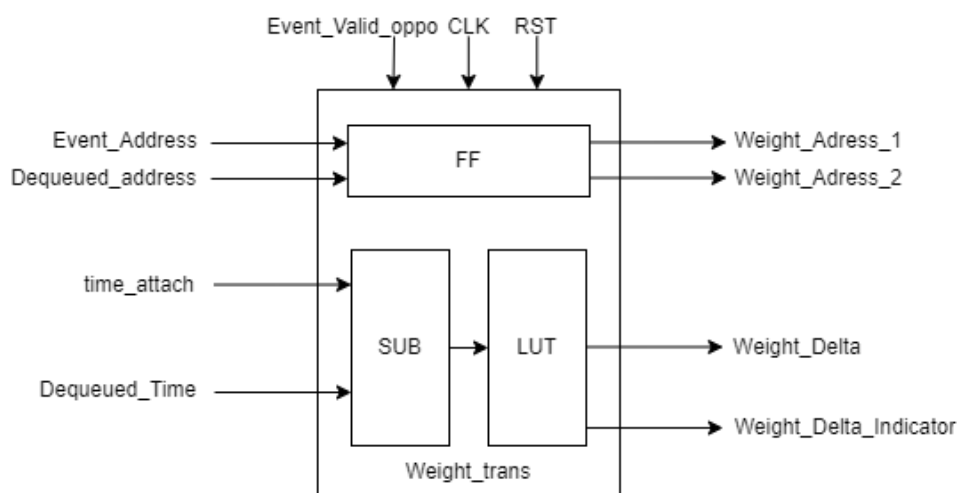 Event_Valid_oppo CLK RST
Event_Address
FF
Weight_Adress_1
Dequeued_address
Weight_Adress_2
time_attach
SUB
LUT
Weight_Delta
Dequeued_Time
Weight_Delta_Indicator
Weight_trans